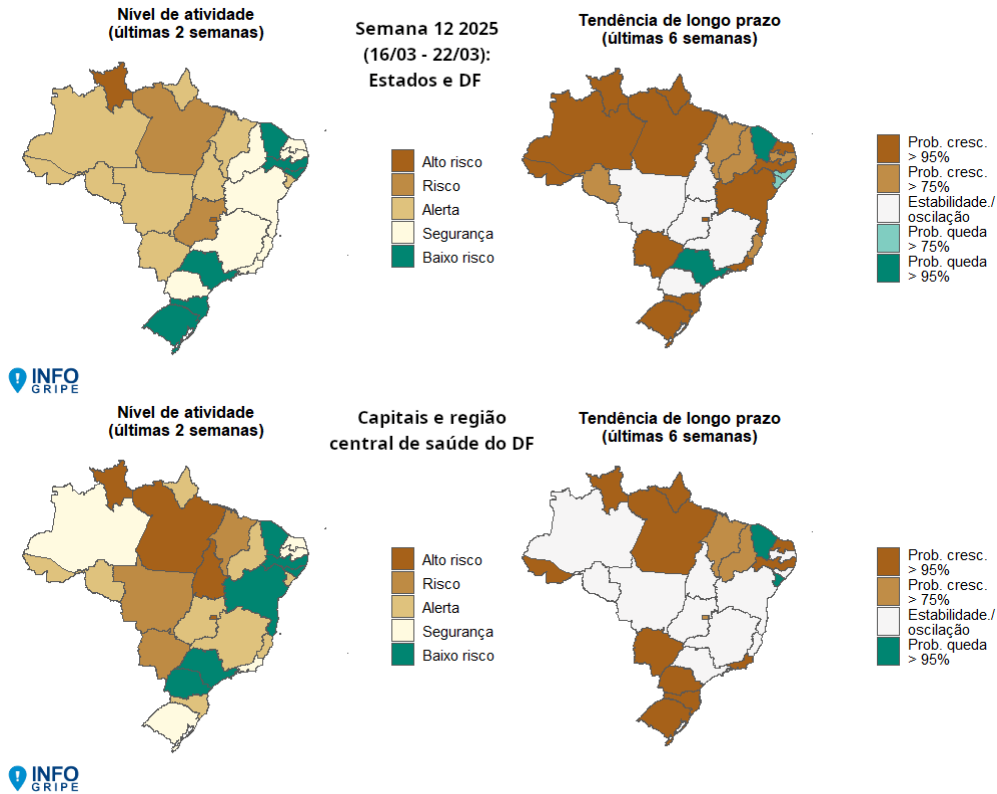 Nível de atividade
(últimas 2 semanas)
Semana 12 2025
(16/03 - 22/03):
Estados e DF
Tendência de longo prazo
(últimas 6 semanas)
Alto risco
Risco
Alerta
Segurança
Baixo risco
Prob. cresc.
> 95%
Prob. cresc.
> 75%
Estabilidade./
oscilação
Prob. queda
> 75%
Prob. queda
> 95%
INFO
GRIPE
Nível de atividade
(últimas 2 semanas)
Capitais e região
central de saúde do DF
Tendência de longo prazo
(últimas 6 semanas)
Alto risco
Risco
Alerta
Segurança
Baixo risco
Prob. cresc.
> 95%
Prob. cresc.
> 75%
Estabilidade./
oscilação
Prob. queda
> 95%
INFO
GRIPE